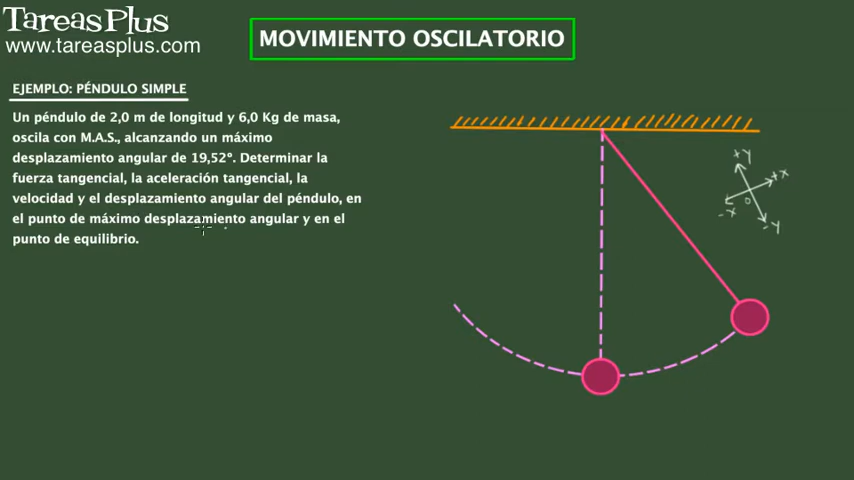 TareasPlus
www.tareasplus.com
MOVIMIENTO OSCILATORIO
EJEMPLO: PÉNDULO SIMPLE
Un péndulo de 2,0 m de longitud y 6,0 Kg de masa,
oscila con M.A.S., alcanzando un máximo
desplazamiento angular de 19,52°. Determinar la
fuerza tangencial, la aceleración tangencial, la
velocidad y el desplazamiento angular del péndulo, en
el punto de máximo desplazamiento angular y en el
punto de equilibrio.
+Y
+X
-X
0
-Y